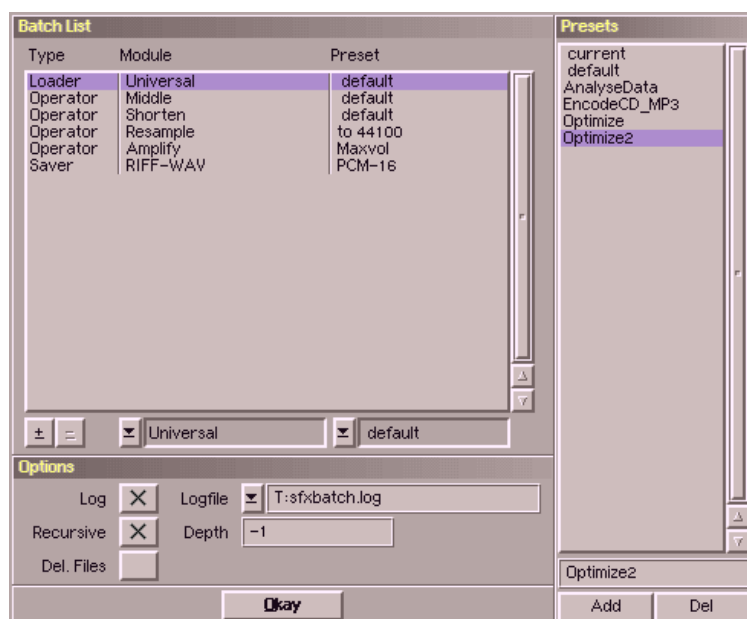 Batch List
Type Module Preset
Loader Universal default
Operator Middle default
Operator Shorten default
Operator Resample to 44100
Operator Amplify Maxvol
Saver RIFF-WAV PCM-16
± = Universal default
Options
Log Logfile T:sfxbatch.log
Recursive Depth -1
Del. Files
Okay
Presets
current
default
AnalyseData
EncodeCD_MP3
Optimize
Optimize2
Optimize2
Add Del